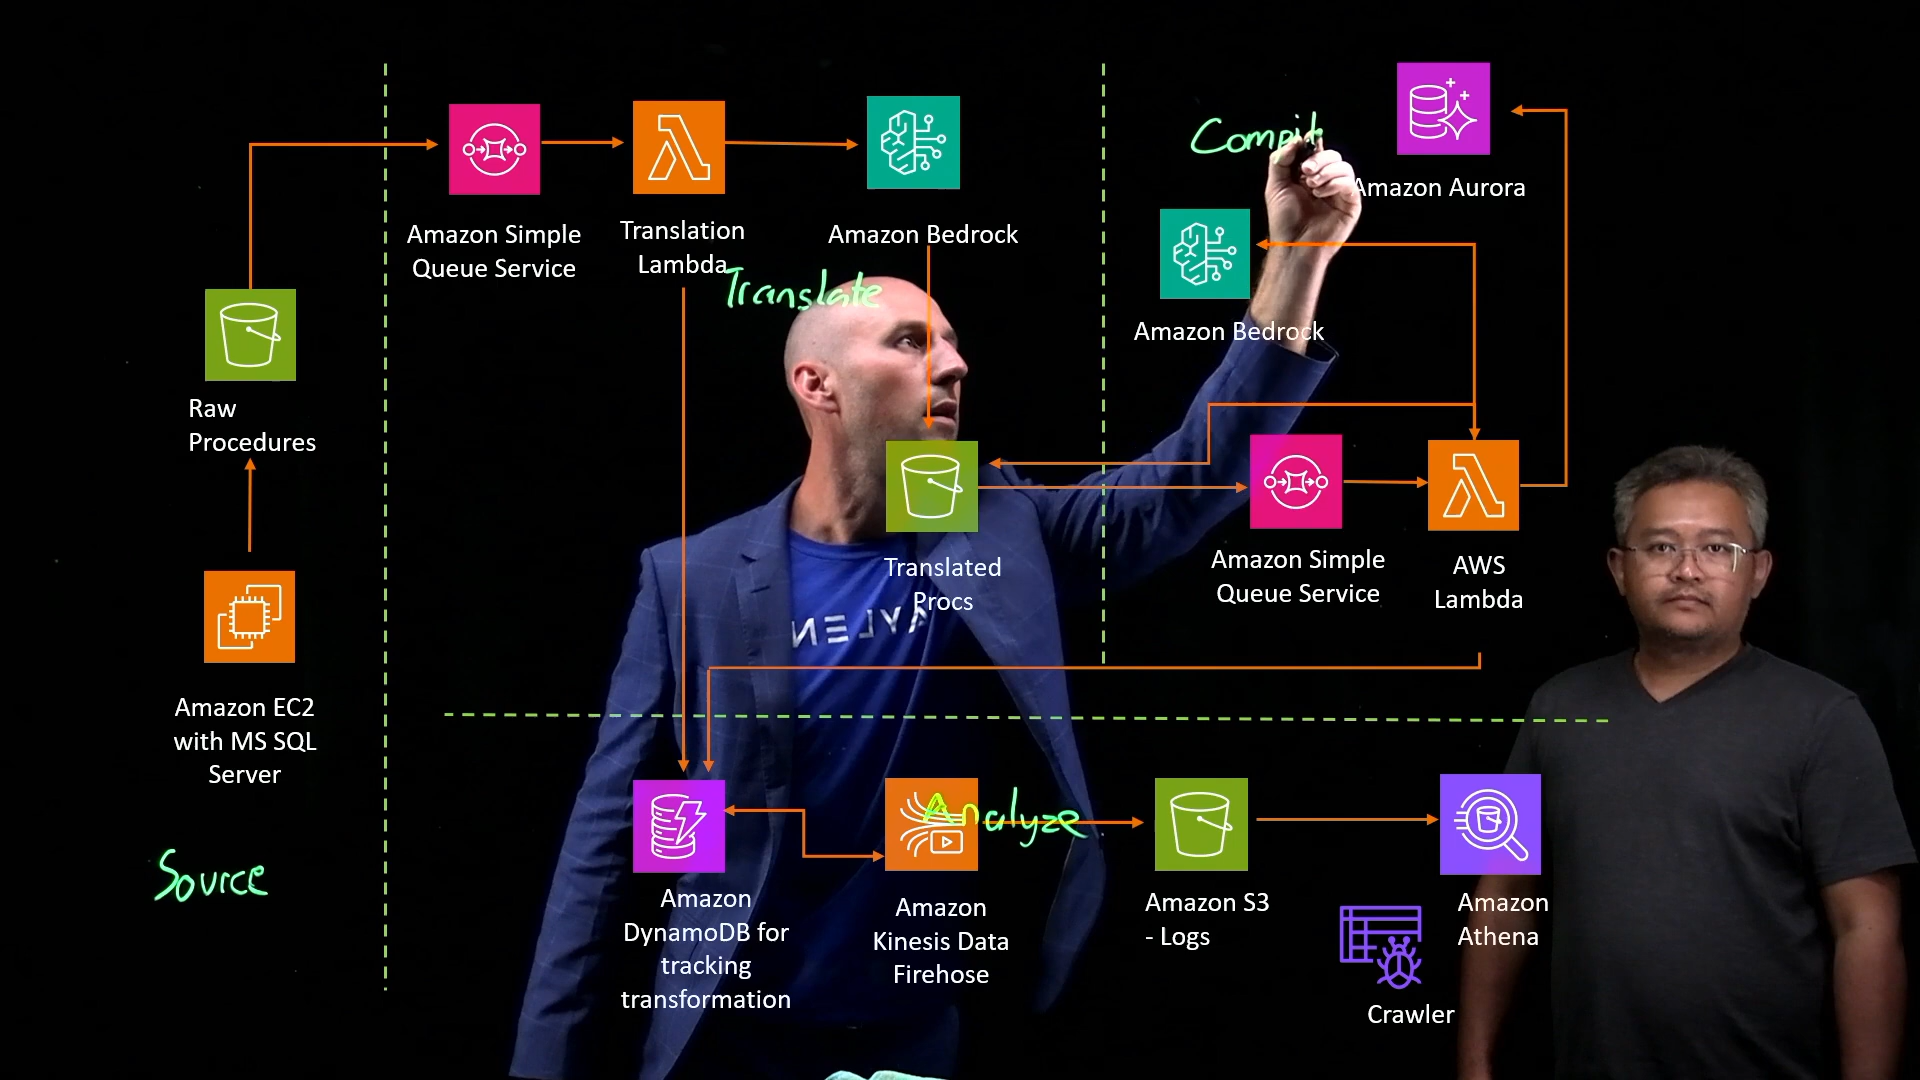 Amazon Simple
Queue Service
Translation
Lambda
Amazon Bedrock
Translate
Compil
Amazon Aurora
Amazon Bedrock
Raw
Procedures
Translated
Procs
Amazon Simple
Queue Service
AWS
Lambda
Amazon EC2
with MS SQL
Server
Source
Analyze
Amazon
DynamoDB for
tracking
transformation
Amazon
Kinesis Data
Firehose
Amazon S3
- Logs
Amazon
Athena
Crawler